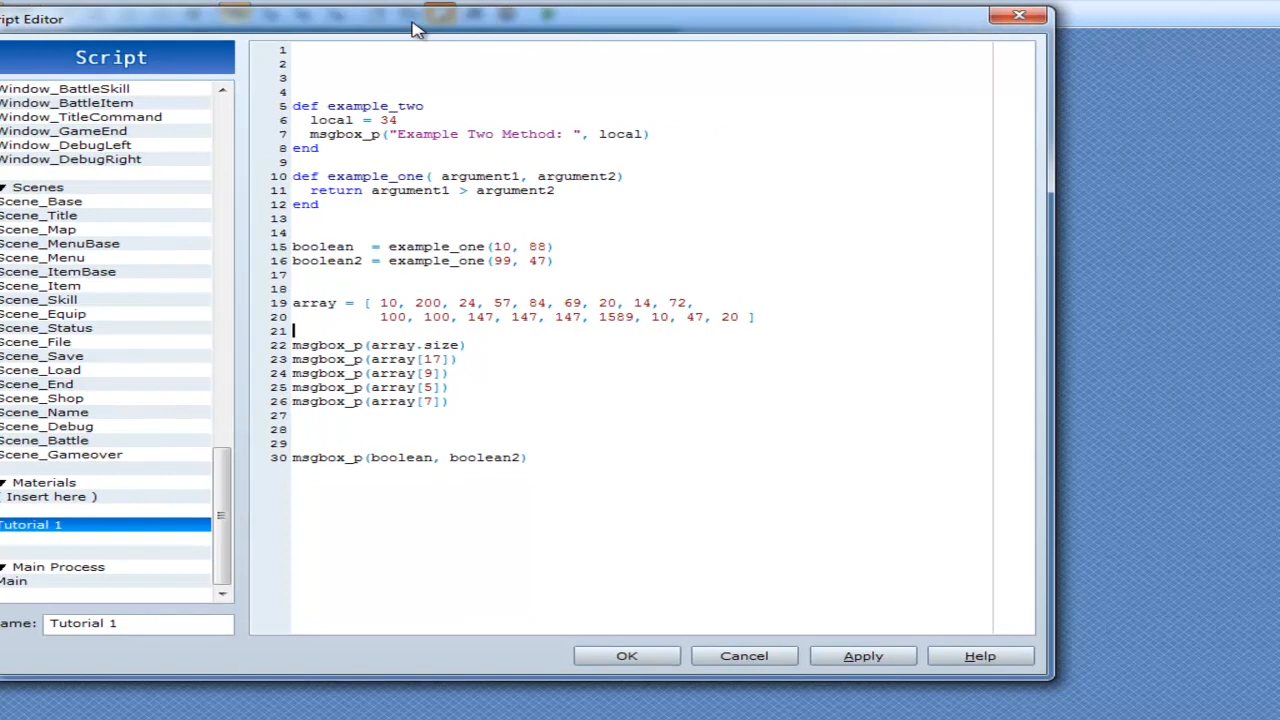 ript Editor
Script
Window_BattleSkill
Window_BattleItem
Window_TitleCommand
Window_GameEnd
Window_DebugLeft
Window_DebugRight
▼ Scenes
Scene_Base
Scene_Title
Scene_Map
Scene_MenuBase
Scene_Menu
Scene_ItemBase
Scene_Item
Scene_Skill
Scene_Equip
Scene_Status
Scene_File
Scene_Save
Scene_Load
Scene_End
Scene_Shop
Scene_Name
Scene_Debug
Scene_Battle
Scene_Gameover
▼ Materials
( Insert here )
Tutorial 1
▼ Main Process
Main
ame: Tutorial 1
1
2
3
4
5 def example_two
6 local = 34
7 msgbox_p("Example Two Method: ", local)
8 end
9
10 def example_one( argument1, argument2)
11 return argument1 > argument2
12 end
13
14
15 boolean = example_one(10, 88)
16 boolean2 = example_one(99, 47)
17
18
19 array = [ 10, 200, 24, 57, 84, 69, 20, 14, 72,
20 100, 100, 147, 147, 147, 1589, 10, 47, 20 ]
21
22 msgbox_p(array.size)
23 msgbox_p(array[17])
24 msgbox_p(array[9])
25 msgbox_p(array[5])
26 msgbox_p(array[7])
27
28
29
30 msgbox_p(boolean, boolean2)
OK Cancel Apply Help